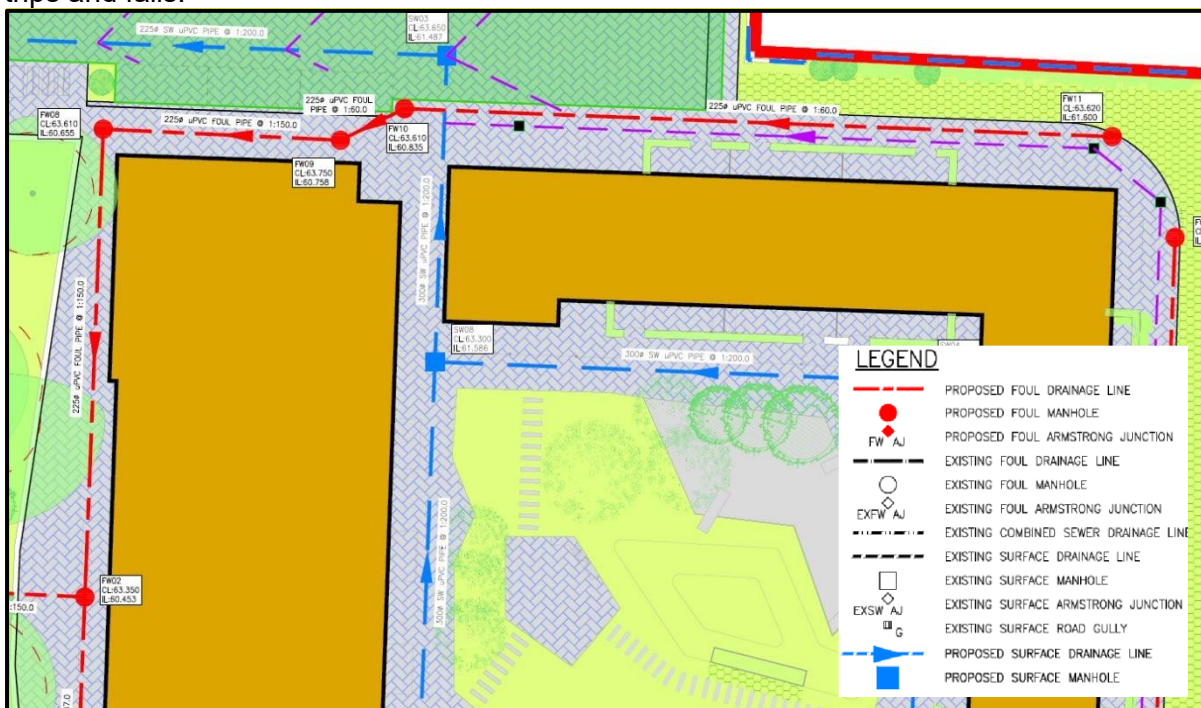 trips and falls.
225ø SW uPVC PIPE @ 1:200.0
SW03
CL:63.650
IL:61.487
FW08
CL:63.610
IL:60.655
225ø uPVC FOUL PIPE @ 1:150.0
225ø uPVC FOUL
PIPE @ 1:60.0
FW10
CL:63.610
IL:60.835
225ø uPVC FOUL PIPE @ 1:60.0
FW11
CL:63.620
IL:61.600
FW09
CL:63.750
IL:60.758
300ø SW uPVC PIPE @ 1:200.0
225ø uPVC FOUL PIPE @ 1:150.0
SW08
CL:63.300
IL:61.586
300ø SW uPVC PIPE @ 1:200.0
300ø SW uPVC PIPE @ 1:200.0
FW02
CL:63.350
IL:60.453
:150.0
LEGEND
PROPOSED FOUL DRAINAGE LINE
PROPOSED FOUL MANHOLE
FW AJ PROPOSED FOUL ARMSTRONG JUNCTION
EXISTING FOUL DRAINAGE LINE
EXISTING FOUL MANHOLE
EXFW AJ EXISTING FOUL ARMSTRONG JUNCTION
EXISTING COMBINED SEWER DRAINAGE LINE
EXISTING SURFACE DRAINAGE LINE
EXISTING SURFACE MANHOLE
EXSW AJ EXISTING SURFACE ARMSTRONG JUNCTION
G EXISTING SURFACE ROAD GULLY
PROPOSED SURFACE DRAINAGE LINE
PROPOSED SURFACE MANHOLE